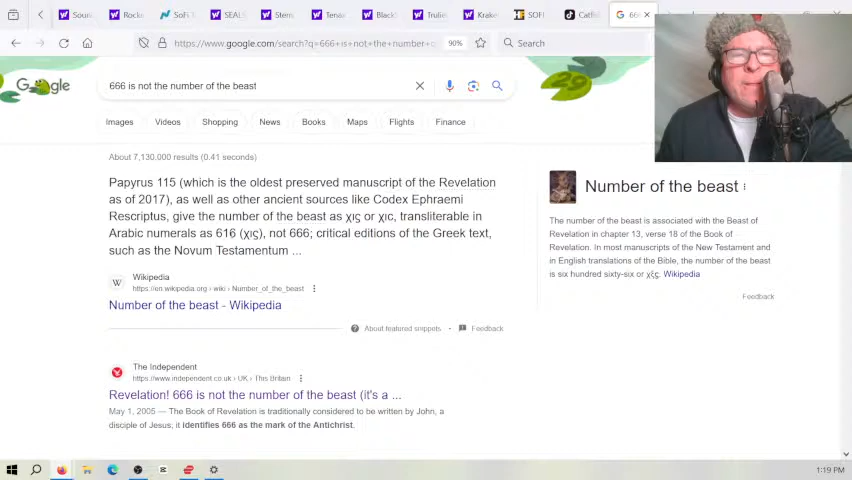 Sourc
Rocke
SoFi T
SEALS
Stem
Tenax
Black
Trulie
Krake
SOFI
Catfis
666
https://www.google.com/search?q=666+is+not+the+number+o
90%
Search
Google
666 is not the number of the beast
Images
Videos
Shopping
News
Books
Maps
Flights
Finance
29
About 7,130,000 results (0.41 seconds)
Papyrus 115 (which is the oldest preserved manuscript of the Revelation
as of 2017), as well as other ancient sources like Codex Ephraemi
Rescriptus, give the number of the beast as χις or χιϲ, transliterable in
Arabic numerals as 616 (χις), not 666; critical editions of the Greek text,
such as the Novum Testamentum ...
W
Wikipedia
https://en.wikipedia.org › wiki › Number_of_the_beast
Number of the beast - Wikipedia
About featured snippets
Feedback
The Independent
https://www.independent.co.uk › UK › This Britain
Revelation! 666 is not the number of the beast (it's a ...
May 1, 2005 — The Book of Revelation is traditionally considered to be written by John, a
disciple of Jesus; it identifies 666 as the mark of the Antichrist.
Number of the beast
The number of the beast is associated with the Beast of
Revelation in chapter 13, verse 18 of the Book of
Revelation. In most manuscripts of the New Testament and
in English translations of the Bible, the number of the beast
is six hundred sixty-six or χξϛ. Wikipedia
Feedback
1:19 PM